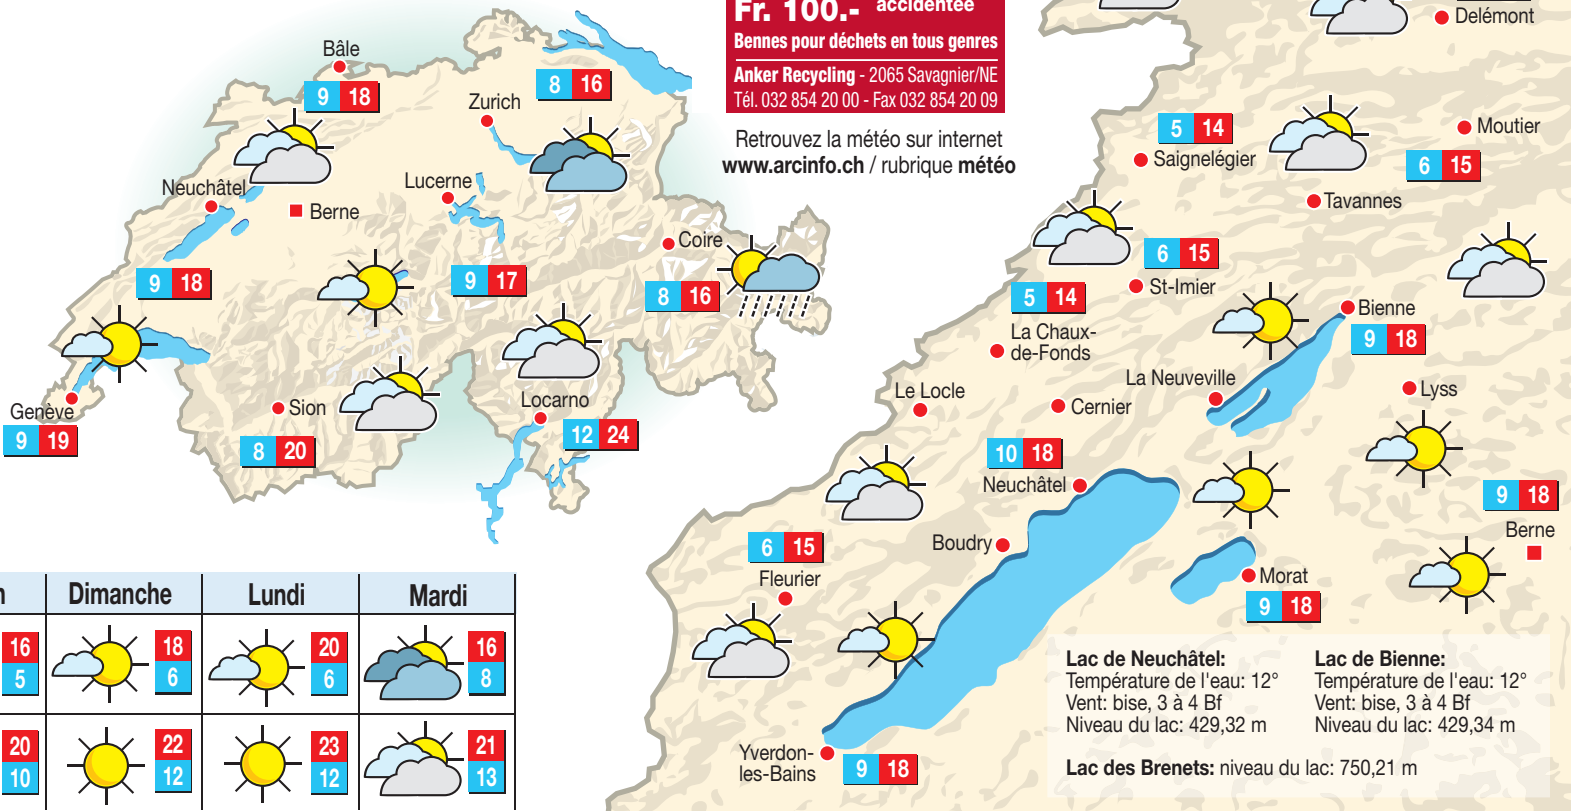 Fr. 100.- accidentée
Bennes pour déchets en tous genres
Anker Recycling - 2065 Savagnier/NE
Tél. 032 854 20 00 - Fax 032 854 20 09
Retrouvez la météo sur internet
www.arcinfo.ch / rubrique météo
Bâle
9 18
Zurich
8 16
Neuchâtel
Berne
Lucerne
Coire
9 18
9 17
8 16
Genève
9 19
Sion
8 20
Locarno
12 24
Delémont
5 14
Saignelégier
Moutier
6 15
Tavannes
6 15
St-Imier
5 14
La Chaux-
de-Fonds
Bienne
9 18
La Neuveville
Le Locle
Cernier
Lyss
10 18
Neuchâtel
9 18
Berne
Boudry
6 15
Fleurier
Morat
9 18
Yverdon-
les-Bains
9 18
Dimanche Lundi Mardi
16 18 20 16
5 6 6 8
20 22 23 21
10 12 12 13
Lac de Neuchâtel:
Température de l'eau: 12°
Vent: bise, 3 à 4 Bf
Niveau du lac: 429,32 m
Lac de Bienne:
Température de l'eau: 12°
Vent: bise, 3 à 4 Bf
Niveau du lac: 429,34 m
Lac des Brenets: niveau du lac: 750,21 m